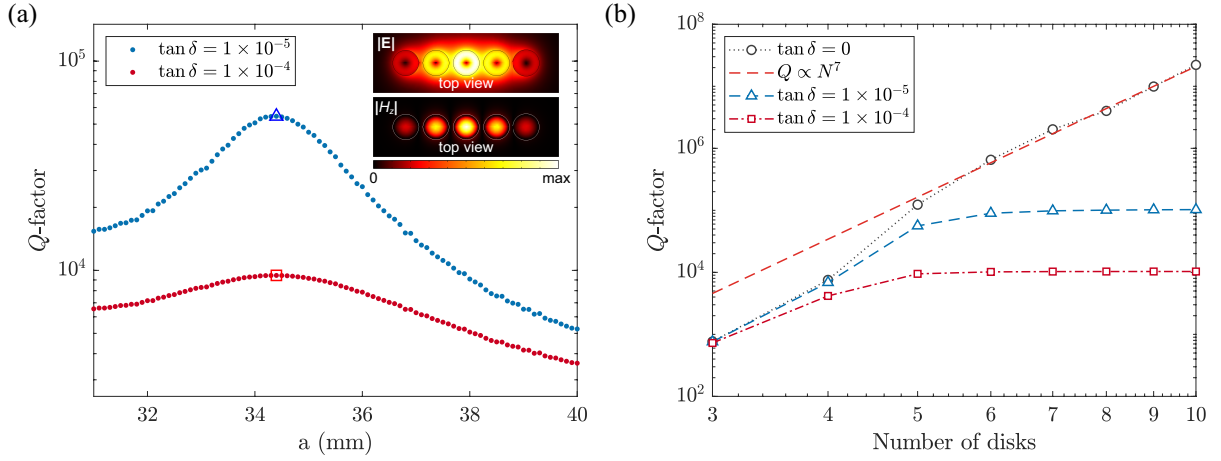 (a)
Q-factor
10^5
10^4
32
34
36
38
40
a (mm)
tan δ = 1 × 10^-5
tan δ = 1 × 10^-4
|E|
top view
|H_z|
top view
0
max
(b)
Q-factor
10^8
10^6
10^4
10^2
3
4
5
6
7
8
9
10
Number of disks
tan δ = 0
Q ∝ N^7
tan δ = 1 × 10^-5
tan δ = 1 × 10^-4